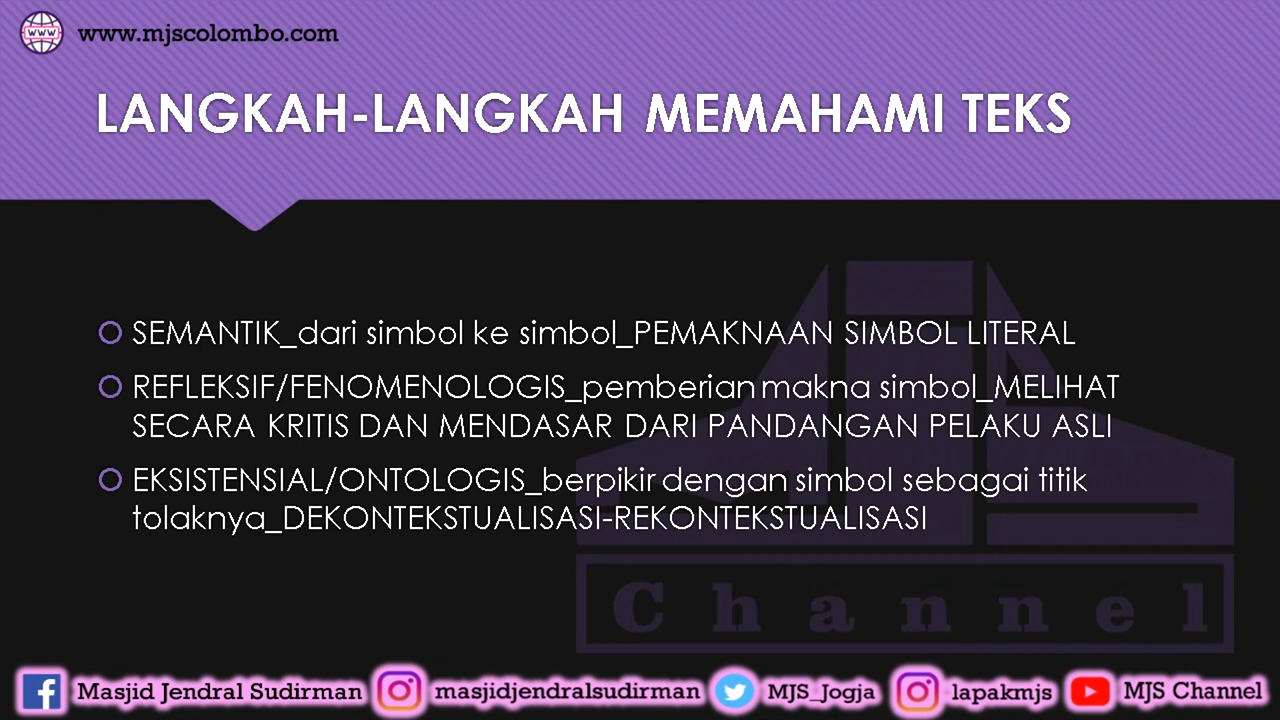 www.mjscolombo.com
LANGKAH-LANGKAH MEMAHAMI TEKS
SEMANTIK_dari simbol ke simbol_PEMAKNAAN SIMBOL LITERAL
REFLEKSIF/FENOMENOLOGIS_pemberian makna simbol_MELIHAT
SECARA KRITIS DAN MENDASAR DARI PANDANGAN PELAKU ASLI
EKSISTENSIAL/ONTOLOGIS_berpikir dengan simbol sebagai titik
tolaknya_DEKONTEKSTUALISASI-REKONTEKSTUALISASI
Channel
Masjid Jendral Sudirman masjidjendralsudirman MJS_Jogja lapakmjs MJS Channel